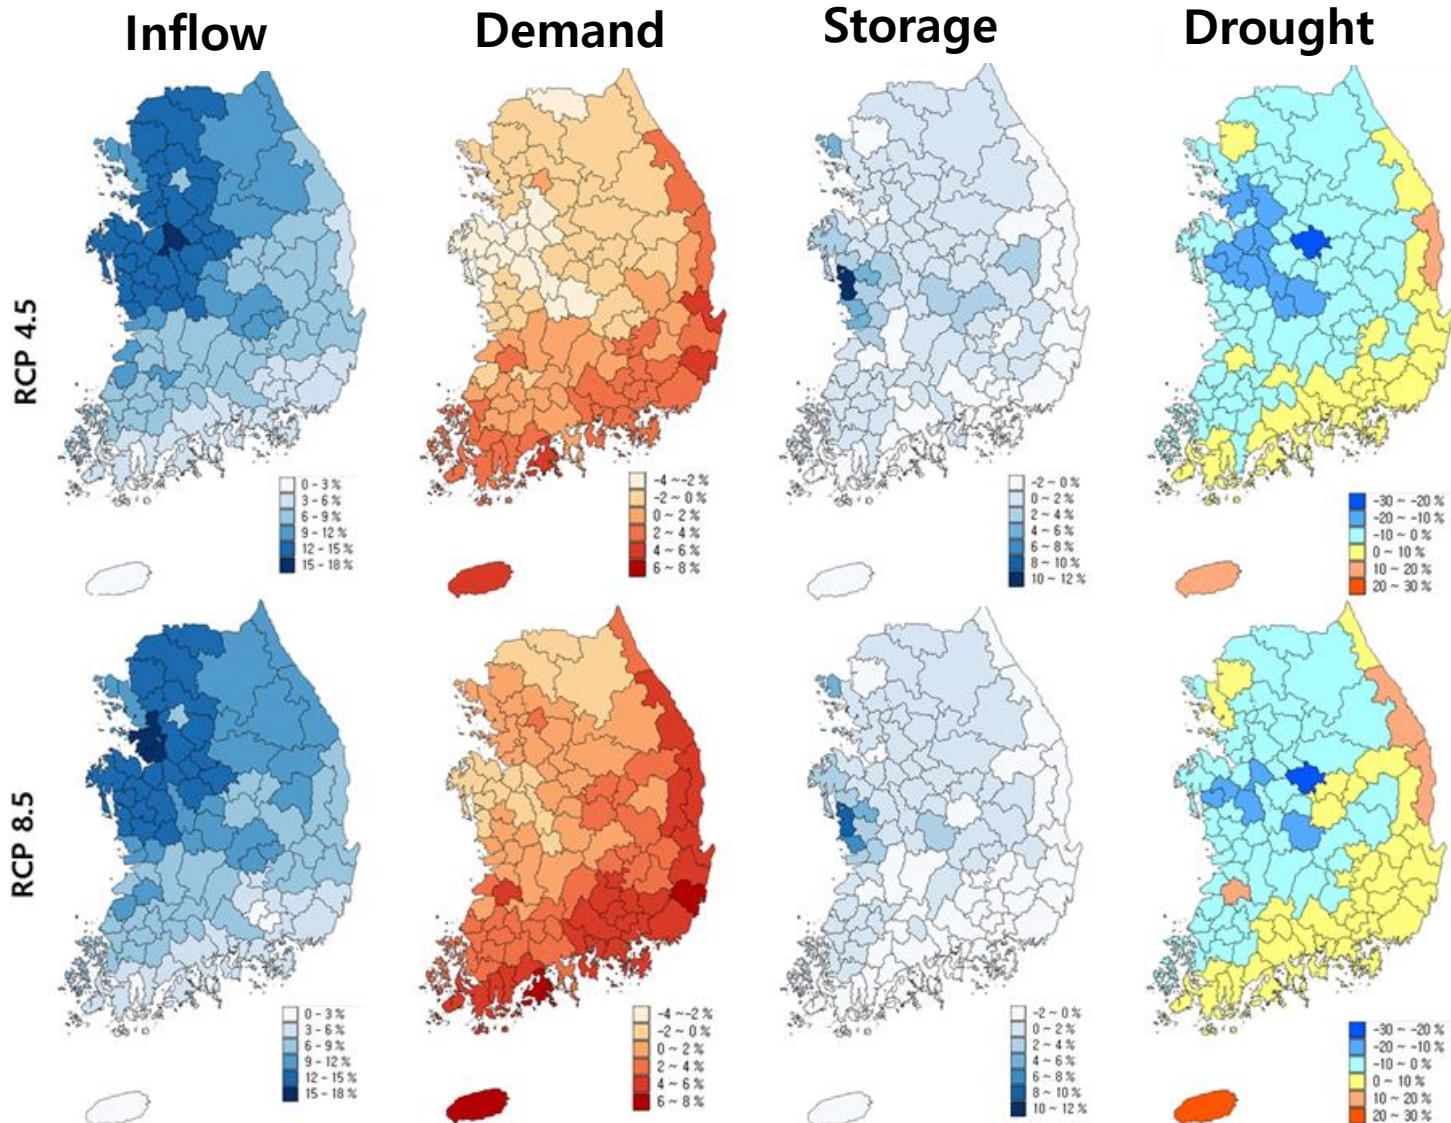 Inflow Demand Storage Drought
RCP 4.5
0 - 3 %
3 - 6 %
6 - 9 %
9 - 12 %
12 - 15 %
15 - 18 %
-4 ~ -2 %
-2 ~ 0 %
0 ~ 2 %
2 ~ 4 %
4 ~ 6 %
6 ~ 8 %
-2 ~ 0 %
0 ~ 2 %
2 ~ 4 %
4 ~ 6 %
6 ~ 8 %
8 ~ 10 %
10 ~ 12 %
-30 ~ -20 %
-20 ~ -10 %
-10 ~ 0 %
0 ~ 10 %
10 ~ 20 %
20 ~ 30 %
RCP 8.5
0 - 3 %
3 - 6 %
6 - 9 %
9 - 12 %
12 - 15 %
15 - 18 %
-4 ~ -2 %
-2 ~ 0 %
0 ~ 2 %
2 ~ 4 %
4 ~ 6 %
6 ~ 8 %
-2 ~ 0 %
0 ~ 2 %
2 ~ 4 %
4 ~ 6 %
6 ~ 8 %
8 ~ 10 %
10 ~ 12 %
-30 ~ -20 %
-20 ~ -10 %
-10 ~ 0 %
0 ~ 10 %
10 ~ 20 %
20 ~ 30 %